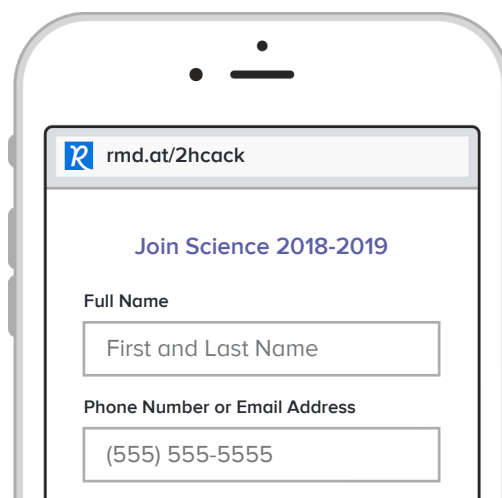 rmd.at/2hcack
Join Science 2018-2019
Full Name
First and Last Name
Phone Number or Email Address
(555) 555-5555